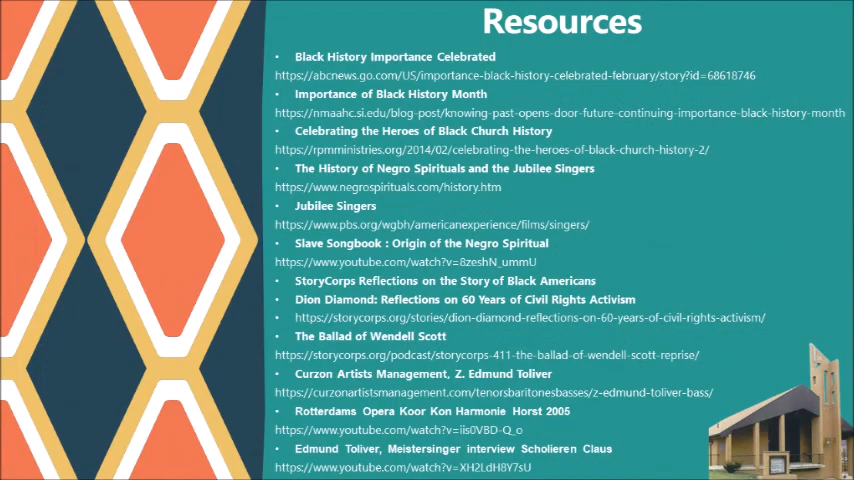 Resources
• Black History Importance Celebrated
https://abcnews.go.com/US/importance-black-history-celebrated-february/story?id=68618746
• Importance of Black History Month
https://nmaahc.si.edu/blog-post/knowing-past-opens-door-future-continuing-importance-black-history-month
• Celebrating the Heroes of Black Church History
https://rpmministries.org/2014/02/celebrating-the-heroes-of-black-church-history-2/
• The History of Negro Spirituals and the Jubilee Singers
https://www.negrospirituals.com/history.htm
• Jubilee Singers
https://www.pbs.org/wgbh/americanexperience/films/singers/
• Slave Songbook : Origin of the Negro Spiritual
https://www.youtube.com/watch?v=8zeshN_ummU
• StoryCorps Reflections on the Story of Black Americans
• Dion Diamond: Reflections on 60 Years of Civil Rights Activism
• https://storycorps.org/stories/dion-diamond-reflections-on-60-years-of-civil-rights-activism/
• The Ballad of Wendell Scott
https://storycorps.org/podcast/storycorps-411-the-ballad-of-wendell-scott-reprise/
• Curzon Artists Management, Z. Edmund Toliver
https://curzonartistsmanagement.com/tenorsbaritonesbasses/z-edmund-toliver-bass/
• Rotterdams Opera Koor Kon Harmonie Horst 2005
https://www.youtube.com/watch?v=iis0VBD-Q_o
• Edmund Toliver, Meistersinger interview Scholieren Claus
https://www.youtube.com/watch?v=XH2LdH8Y7sU